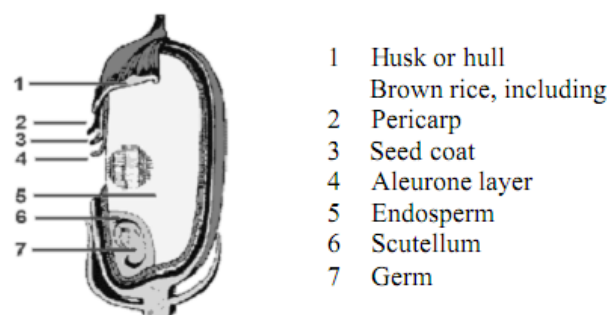 1
2
3
4
5
6
7
1 Husk or hull
Brown rice, including
2 Pericarp
3 Seed coat
4 Aleurone layer
5 Endosperm
6 Scutellum
7 Germ